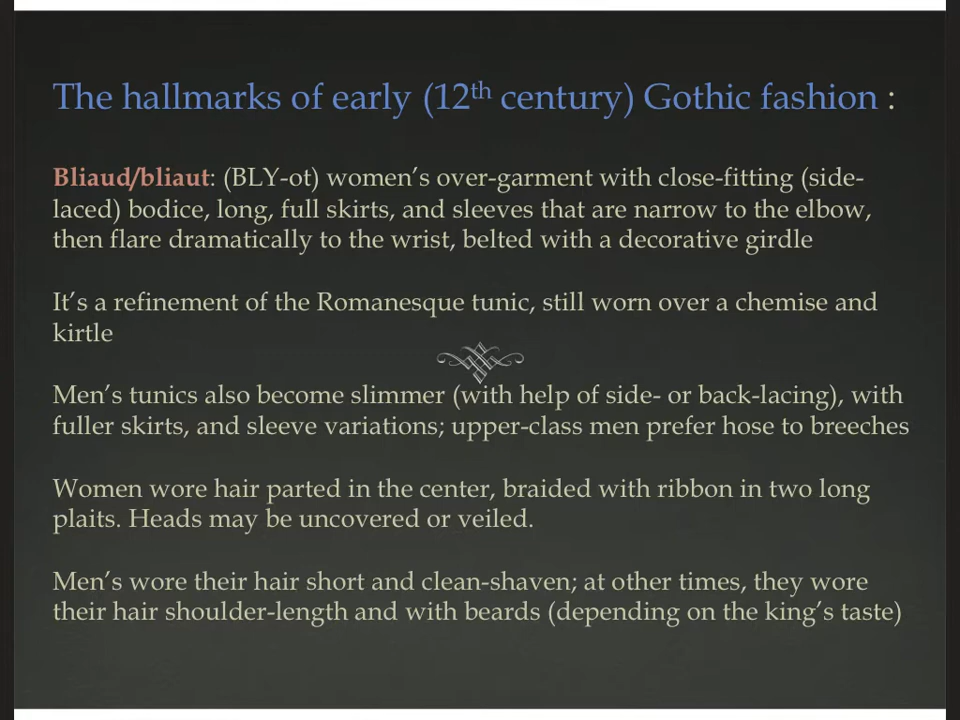 The hallmarks of early (12th century) Gothic fashion :
Bliaud/bliaut: (BLY-ot) women’s over-garment with close-fitting (side-
laced) bodice, long, full skirts, and sleeves that are narrow to the elbow,
then flare dramatically to the wrist, belted with a decorative girdle
It’s a refinement of the Romanesque tunic, still worn over a chemise and
kirtle
Men’s tunics also become slimmer (with help of side- or back-lacing), with
fuller skirts, and sleeve variations; upper-class men prefer hose to breeches
Women wore hair parted in the center, braided with ribbon in two long
plaits. Heads may be uncovered or veiled.
Men’s wore their hair short and clean-shaven; at other times, they wore
their hair shoulder-length and with beards (depending on the king’s taste)